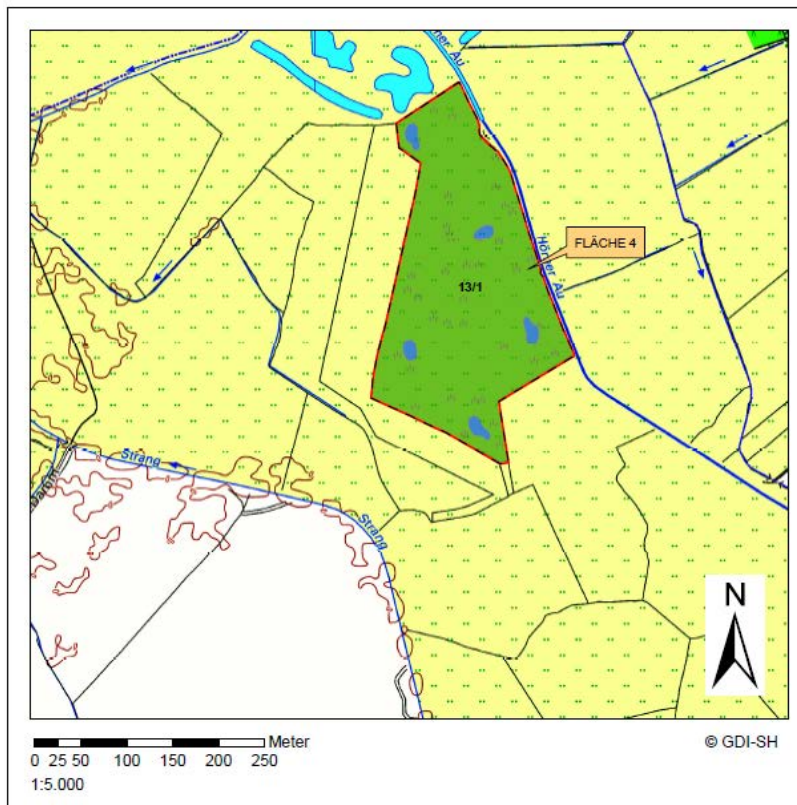 Hörner Au
FLÄCHE 4
13/1
Strang
Strang
N
0 25 50 100 150 200 250 Meter
1:5.000
© GDI-SH